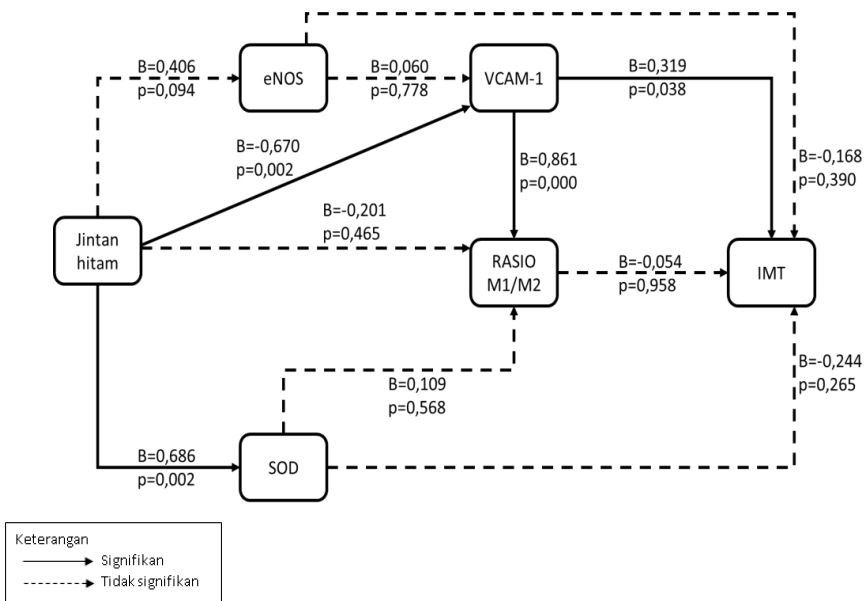 B=0,406
p=0,094
eNOS
B=0,060
p=0,778
VCAM-1
B=0,319
p=0,038
B=-0,670
p=0,002
B=0,861
p=0,000
B=-0,168
p=0,390
Jintan
hitam
B=-0,201
p=0,465
RASIO
M1/M2
B=-0,054
p=0,958
IMT
B=0,109
p=0,568
B=-0,244
p=0,265
B=0,686
p=0,002
SOD
Keterangan
Signifikan
Tidak signifikan